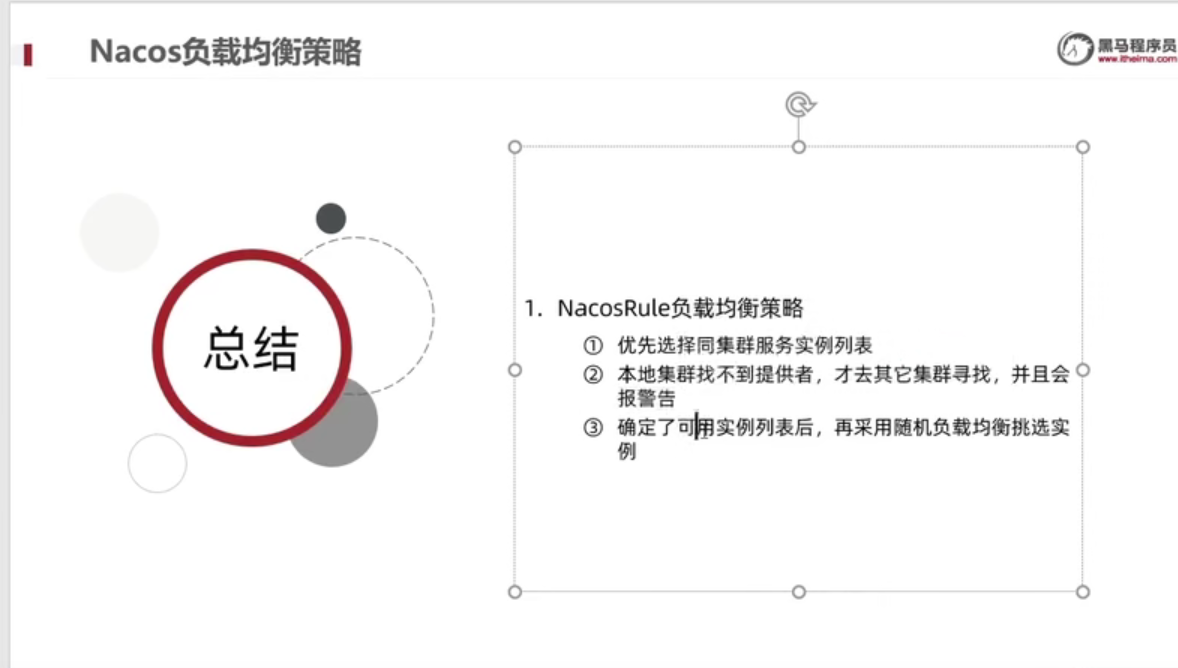 Nacos负载均衡策略
黑马程序员
www.itheima.com
总结
1. NacosRule负载均衡策略
① 优先选择同集群服务实例列表
② 本地集群找不到提供者，才去其它集群寻找，并且会
报警告
③ 确定了可用实例列表后，再采用随机负载均衡挑选实
例